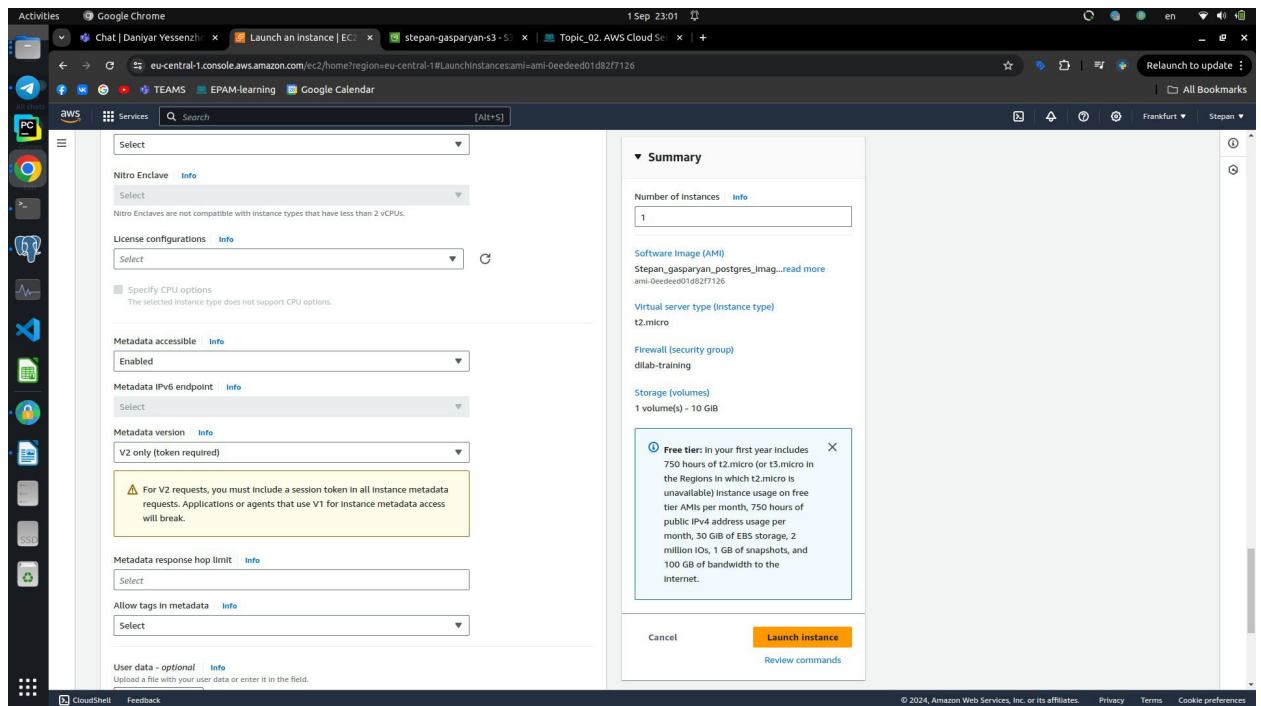 Activities
Google Chrome
1 Sep 23:01
en
Chat | Daniyar Yessenzh
Launch an instance | EC2
stepan-gasparyan-s3 - S3
Topic_02. AWS Cloud Se
eu-central-1.console.aws.amazon.com/ec2/home?region=eu-central-1#LaunchInstances:ami=ami-0eedeed01d82f7126
Relaunch to update
TEAMS
EPAM-learning
Google Calendar
All Bookmarks
aws
Services
Search
[Alt+S]
Frankfurt
Stepan
Select
Nitro Enclave Info
Select
Nitro Enclaves are not compatible with instance types that have less than 2 vCPUs.
License configurations Info
Select
Specify CPU options
The selected instance type does not support CPU options.
Metadata accessible Info
Enabled
Metadata IPv6 endpoint Info
Select
Metadata version Info
V2 only (token required)
For V2 requests, you must include a session token in all instance metadata
requests. Applications or agents that use V1 for instance metadata access
will break.
Metadata response hop limit Info
Select
Allow tags in metadata Info
Select
User data - optional Info
Upload a file with your user data or enter it in the field.
Summary
Number of instances Info
1
Software Image (AMI)
Stepan_gasparyan_postgres_imag...read more
ami-0eedeed01d82f7126
Virtual server type (instance type)
t2.micro
Firewall (security group)
dilab-training
Storage (volumes)
1 volume(s) - 10 GiB
Free tier: In your first year includes
750 hours of t2.micro (or t3.micro in
the Regions in which t2.micro is
unavailable) instance usage on free
tier AMIs per month, 750 hours of
public IPv4 address usage per
month, 30 GiB of EBS storage, 2
million IOs, 1 GB of snapshots, and
100 GB of bandwidth to the
internet.
Cancel
Launch instance
Review commands
CloudShell
Feedback
© 2024, Amazon Web Services, Inc. or its affiliates.
Privacy
Terms
Cookie preferences